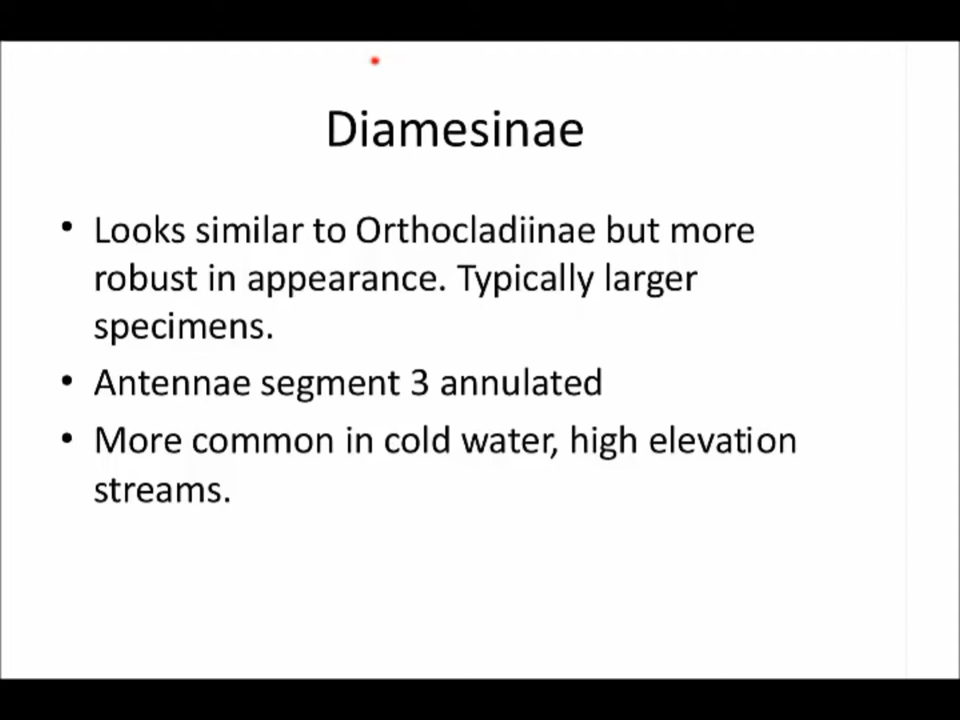 Diamesinae
• Looks similar to Orthocladiinae but more
robust in appearance. Typically larger
specimens.
• Antennae segment 3 annulated
• More common in cold water, high elevation
streams.